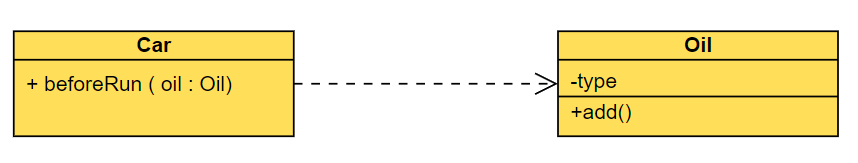 Car
+ beforeRun ( oil : Oil)
Oil
-type
+add()